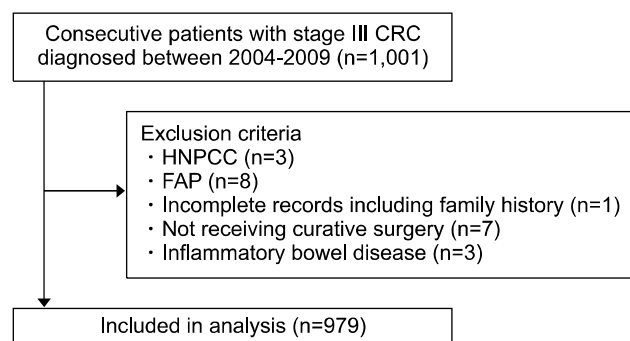 Consecutive patients with stage III CRC
diagnosed between 2004-2009 (n=1,001)
Exclusion criteria
· HNPCC (n=3)
· FAP (n=8)
· Incomplete records including family history (n=1)
· Not receiving curative surgery (n=7)
· Inflammatory bowel disease (n=3)
Included in analysis (n=979)